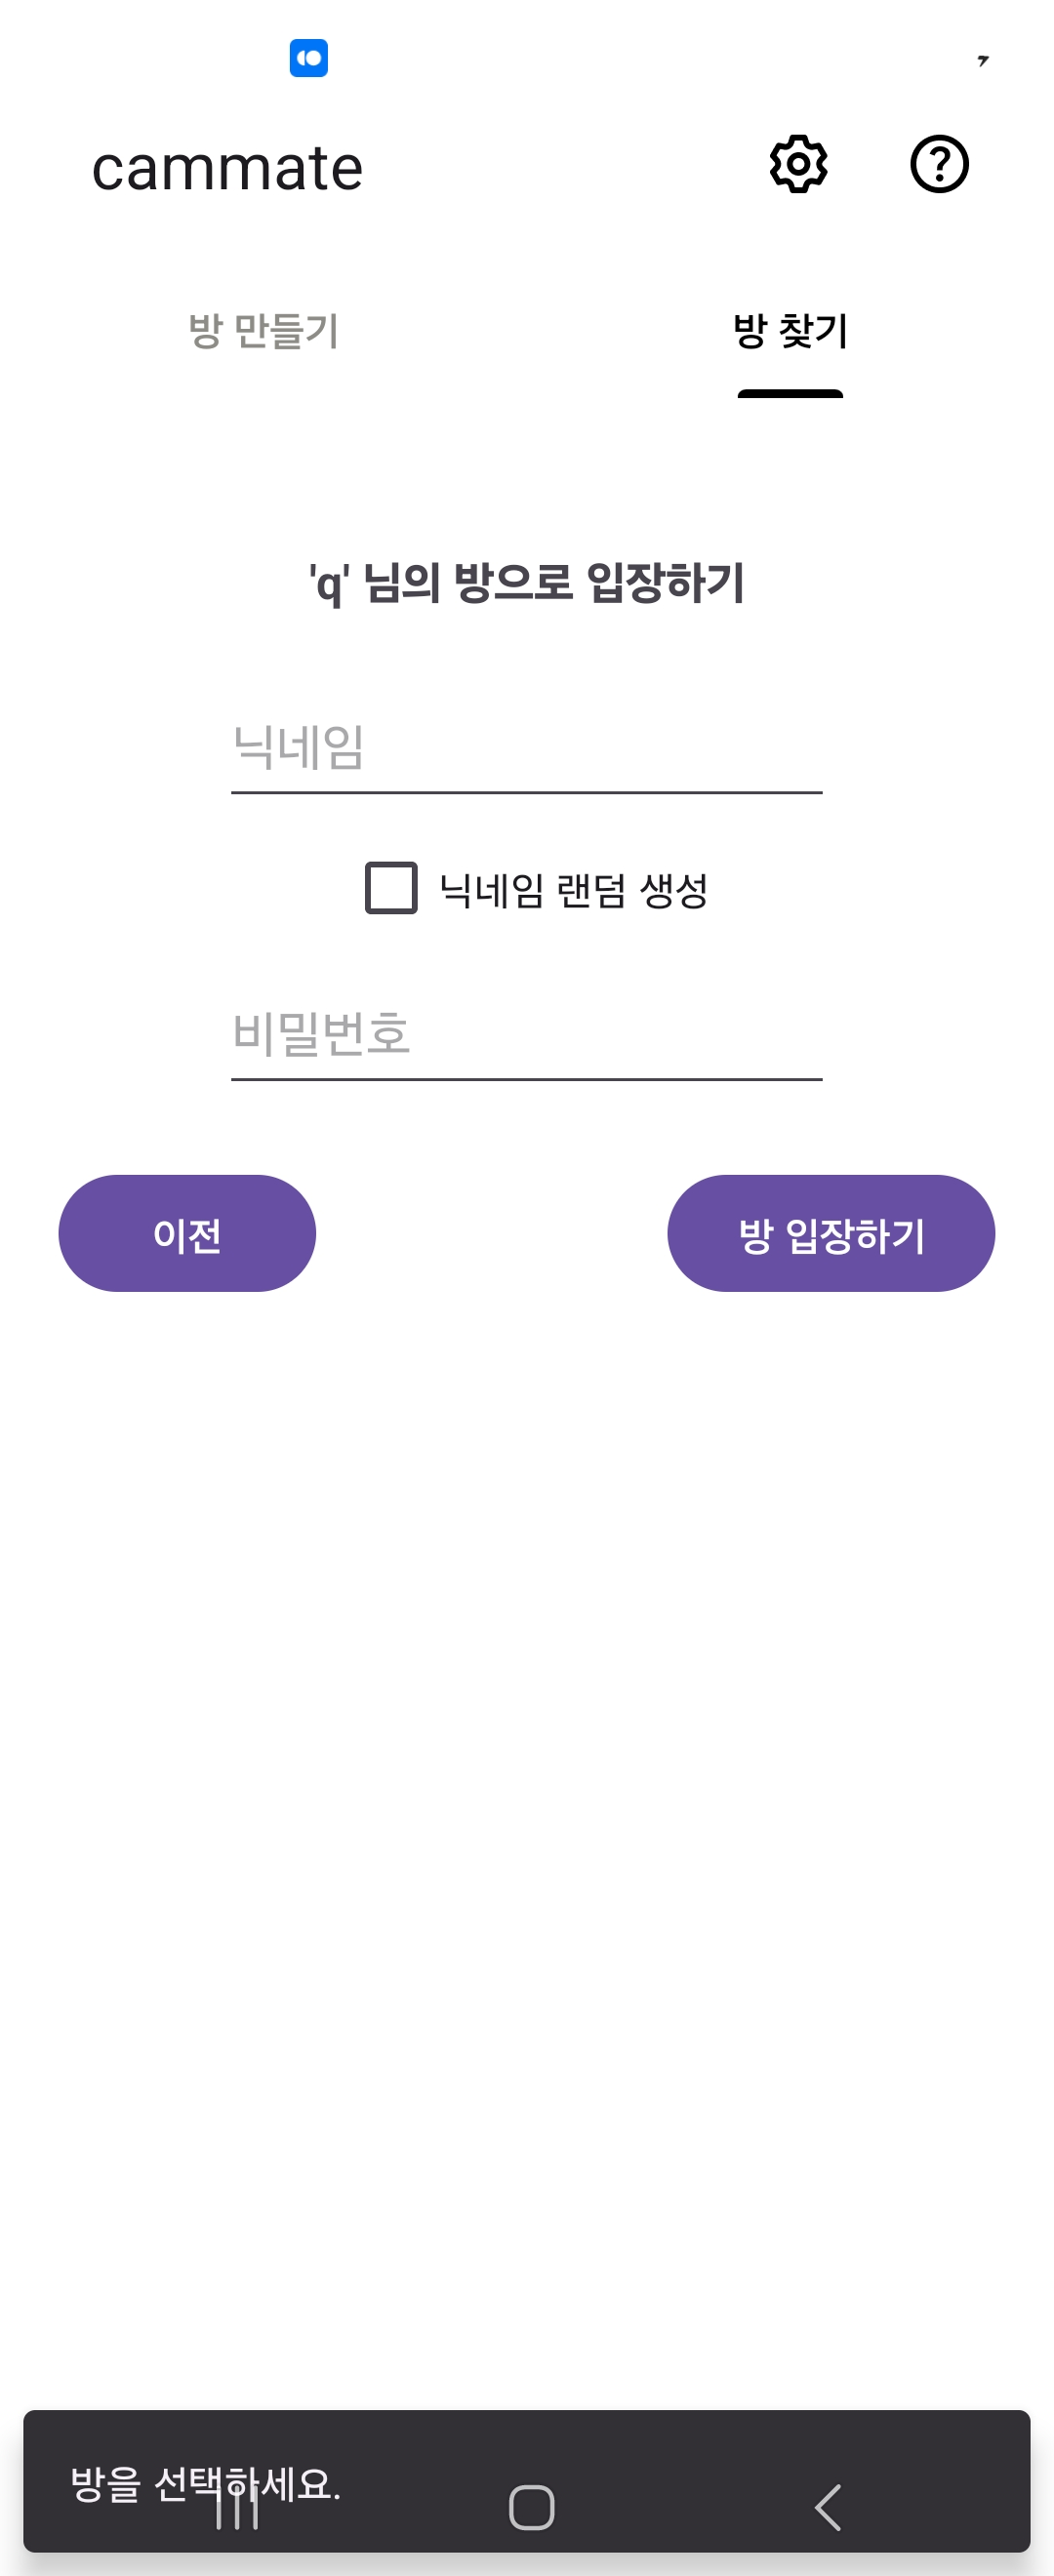 cammate
방 만들기
방 찾기
'q' 님의 방으로 입장하기
닉네임
닉네임 랜덤 생성
비밀번호
이전
방 입장하기
방을 선택하세요.